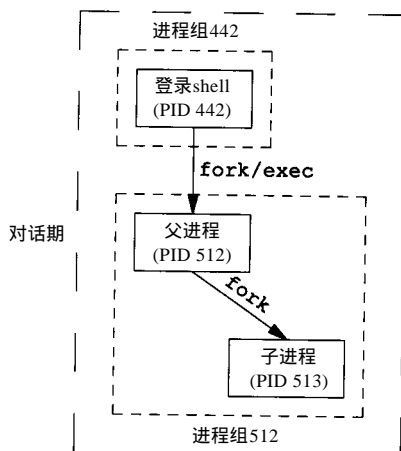 进程组442
登录shell
(PID 442)
fork/exec
对话期
父进程
(PID 512)
fork
子进程
(PID 513)
进程组512